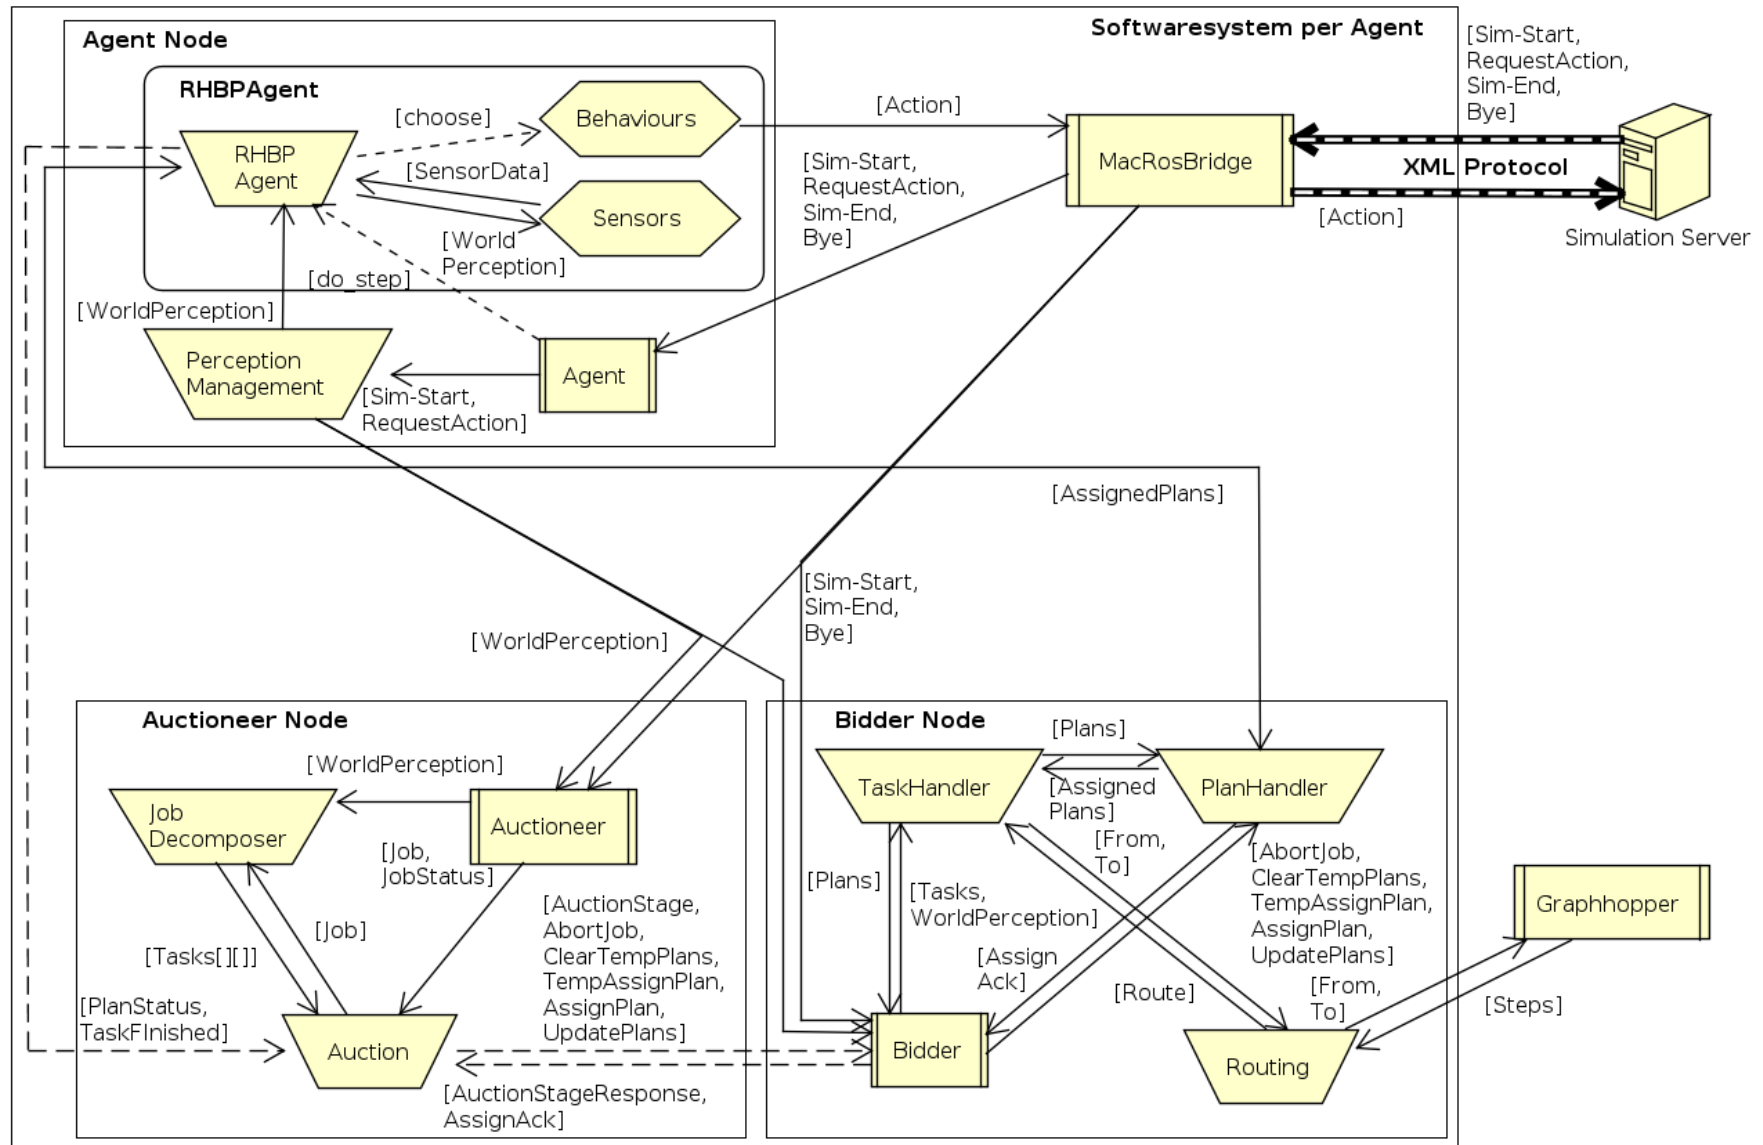 Agent Node
Softwaresystem per Agent
[Sim-Start,
RequestAction,
Sim-End,
Bye]
RHBPAgent
[choose]
Behaviours
[Action]
RHBP
Agent
[SensorData]
Sensors
[World
Perception]
[do_step]
[Sim-Start,
RequestAction,
Sim-End,
Bye]
MacRosBridge
XML Protocol
[Action]
Simulation Server
[WorldPerception]
Perception
Management
Agent
[Sim-Start,
RequestAction]
[AssignedPlans]
[Sim-Start,
Sim-End,
Bye]
[WorldPerception]
Auctioneer Node
[WorldPerception]
Job
Decomposer
Auctioneer
[Job,
JobStatus]
[Tasks[][]]
[Job]
[AuctionStage,
AbortJob,
ClearTempPlans,
TempAssignPlan,
AssignPlan,
UpdatePlans]
[PlanStatus,
TaskFInished]
Auction
[AuctionStageResponse,
AssignAck]
Bidder Node
[Plans]
TaskHandler
[Assigned
Plans]
PlanHandler
[From,
To]
[Plans]
[Tasks,
WorldPerception]
[AbortJob,
ClearTempPlans,
TempAssignPlan,
AssignPlan,
UpdatePlans]
[Assign
Ack]
[Route]
[From,
To]
Bidder
Routing
Graphhopper
[Steps]